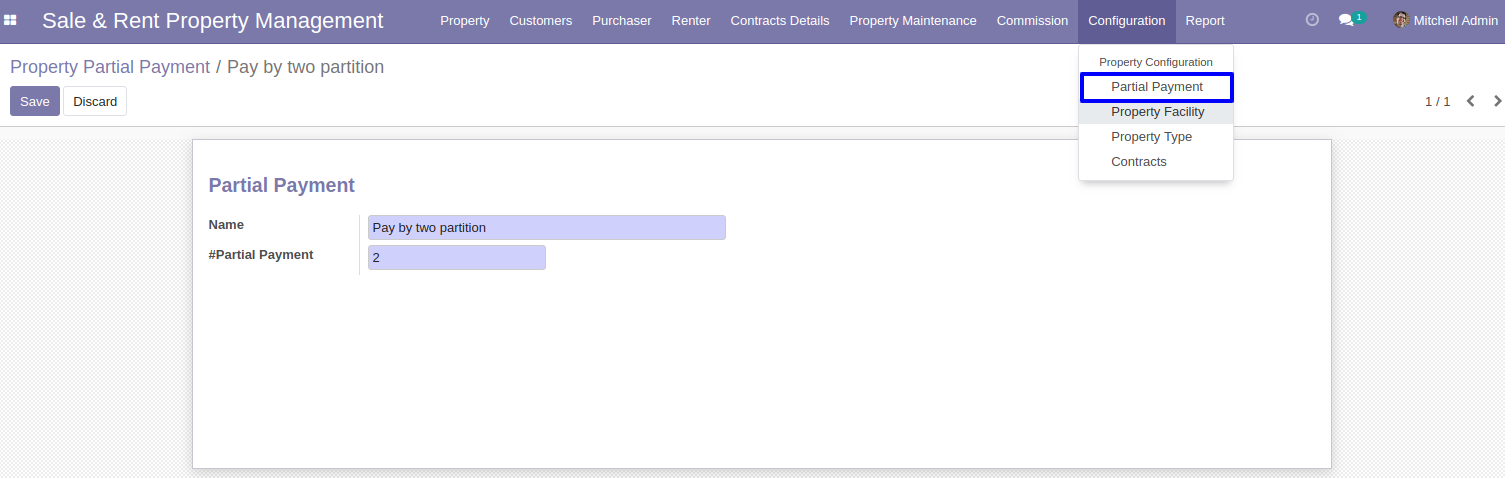 Sale & Rent Property Management Property Customers Purchaser Renter Contracts Details Property Maintenance Commission Configuration Report 1 Mitchell Admin
Property Partial Payment / Pay by two partition
Save Discard
1 / 1
Property Configuration
Partial Payment
Property Facility
Property Type
Contracts
Partial Payment
Name Pay by two partition
#Partial Payment 2